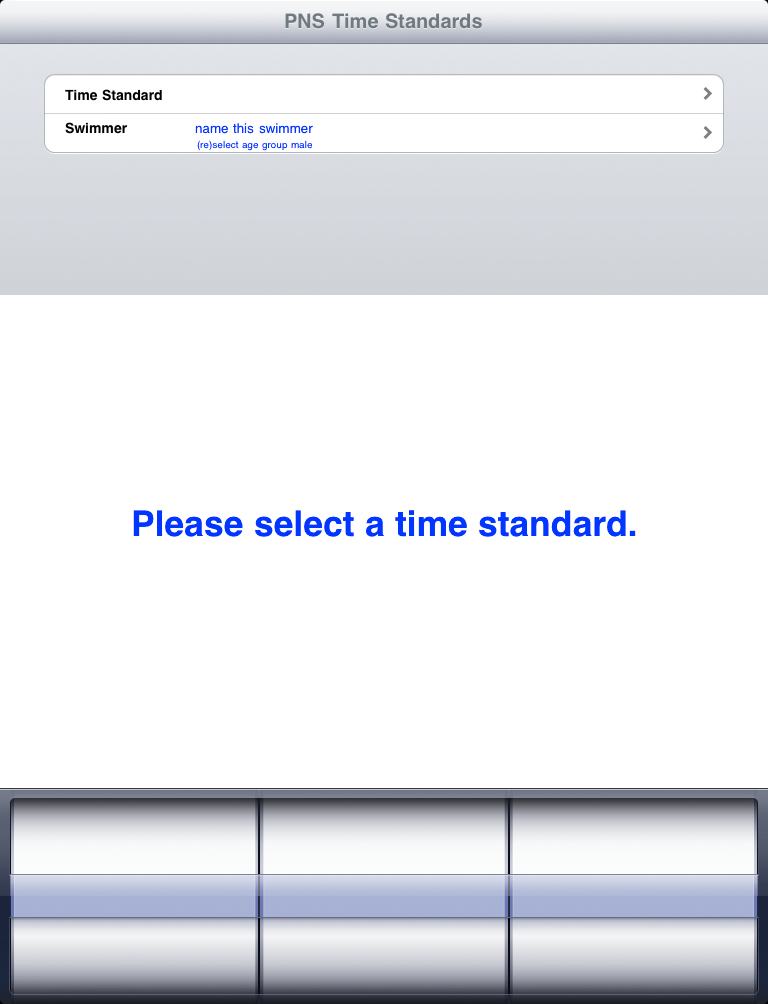 PNS Time Standards
Time Standard
Swimmer name this swimmer
(re)select age group male
Please select a time standard.